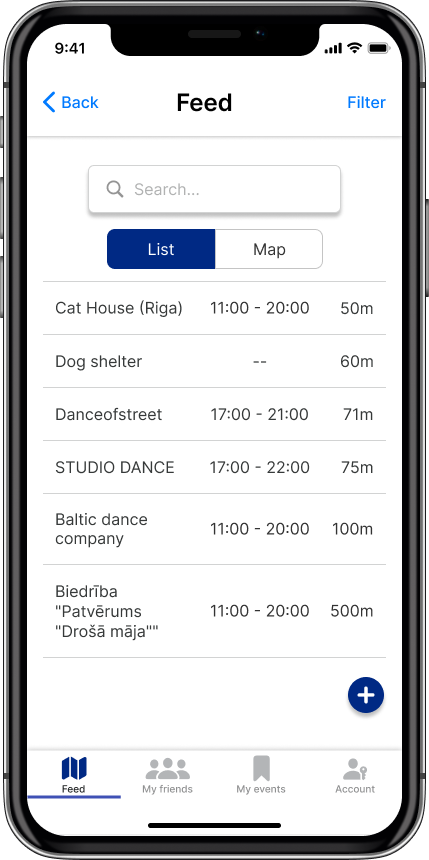 9:41
Back Feed Filter
Search...
List Map
Cat House (Riga) 11:00 - 20:00 50m
Dog shelter -- 60m
Danceofstreet 17:00 - 21:00 71m
STUDIO DANCE 17:00 - 22:00 75m
Baltic dance
company 11:00 - 20:00 100m
Biedrība
"Patvērums 11:00 - 20:00 500m
"Drošā māja""
Feed My friends My events Account